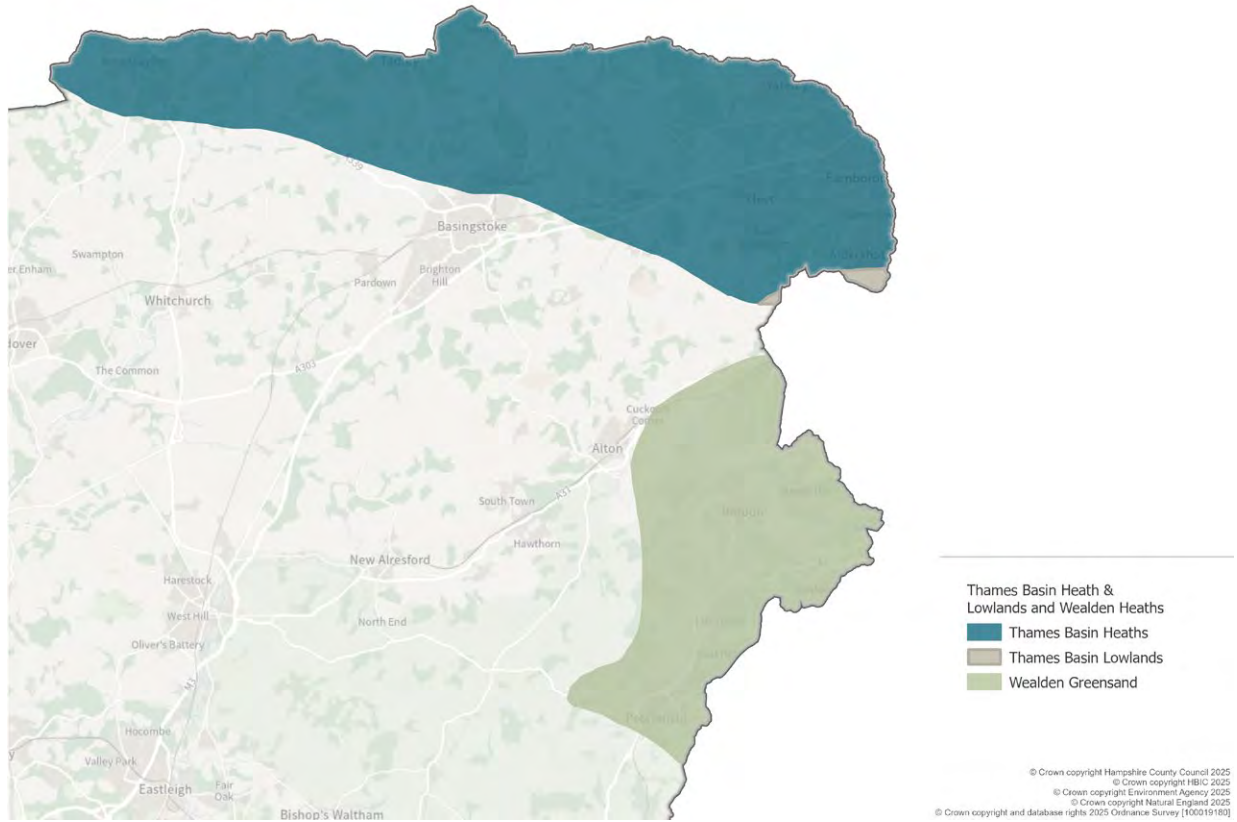 Basingstoke
Swampton
er Enham
Pardown
Brighton
Hill
Whitchurch
dover
The Common
A303
Alton
South Town
A31
Hawthorn
New Alresford
Harestock
West Hill
North End
Oliver's Battery
M3
Petersfield
Hocombe
Valley Park
Eastleigh
Fair
Oak
Bishop's Waltham
Thames Basin Heath &
Lowlands and Wealden Heaths
Thames Basin Heaths
Thames Basin Lowlands
Wealden Greensand
© Crown copyright Hampshire County Council 2025
© Crown copyright HBIC 2025
© Crown copyright Environment Agency 2025
© Crown copyright Natural England 2025
© Crown copyright and database rights 2025 Ordnance Survey [100019180]